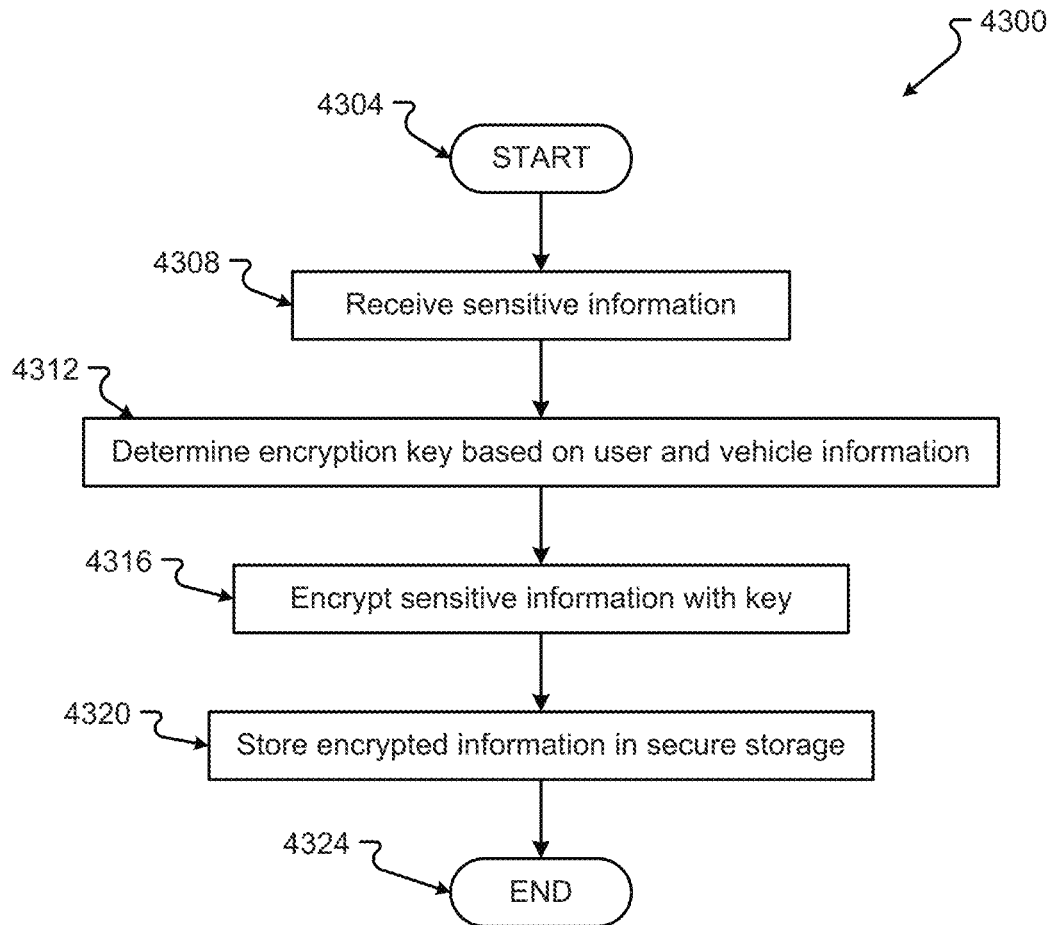 4300
4304
START
4308
Receive sensitive information
4312
Determine encryption key based on user and vehicle information
4316
Encrypt sensitive information with key
4320
Store encrypted information in secure storage
4324
END